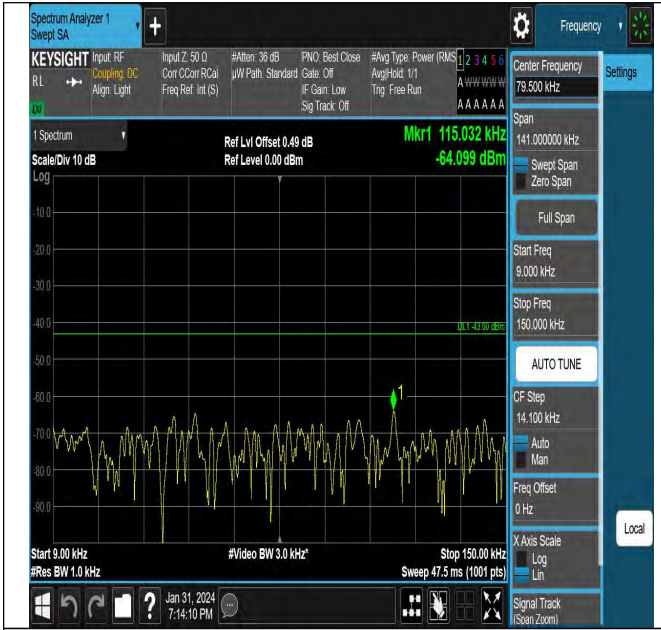 Spectrum Analyzer 1
Swept SA
Frequency
KEYSIGHT
RL
Input: RF
Coupling: DC
Align: Light
Input Z: 50 Ω
Corr CCorr RCal
Freq Ref: Int (S)
#Atten: 36 dB
µW Path: Standard
PNO: Best Close
Gate: Off
IF Gain: Low
Sig Track: Off
#Avg Type: Power (RMS
Avg|Hold: 1/1
Trig: Free Run
1 2 3 4 5 6
A W W W W W
A A A A A A
1 Spectrum
Scale/Div 10 dB
Log
Ref Lvl Offset 0.49 dB
Ref Level 0.00 dBm
Mkr1 115.032 kHz
-64.099 dBm
-10.0
-20.0
-30.0
-40.0
-50.0
-60.0
-70.0
-80.0
-90.0
DL1 -43.00 dBm
1
Start 9.00 kHz
#Res BW 1.0 kHz
#Video BW 3.0 kHz*
Stop 150.00 kHz
Sweep 47.5 ms (1001 pts)
Center Frequency
79.500 kHz
Settings
Span
141.000000 kHz
Swept Span
Zero Span
Full Span
Start Freq
9.000 kHz
Stop Freq
150.000 kHz
AUTO TUNE
CF Step
14.100 kHz
Auto
Man
Freq Offset
0 Hz
X Axis Scale
Log
Lin
Local
Signal Track
(Span Zoom)
?
Jan 31, 2024
7:14:10 PM